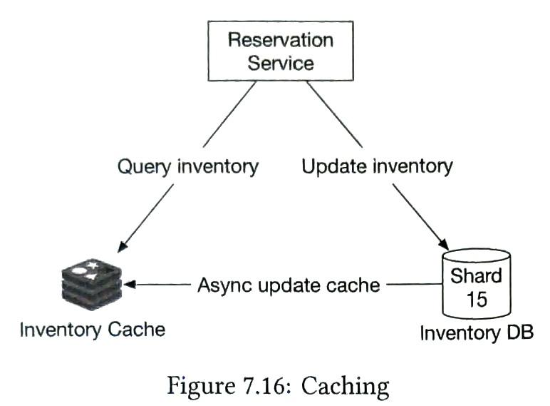 Reservation
Service
Query inventory
Update inventory
Async update cache
Shard
15
Inventory Cache
Inventory DB
Figure 7.16: Caching